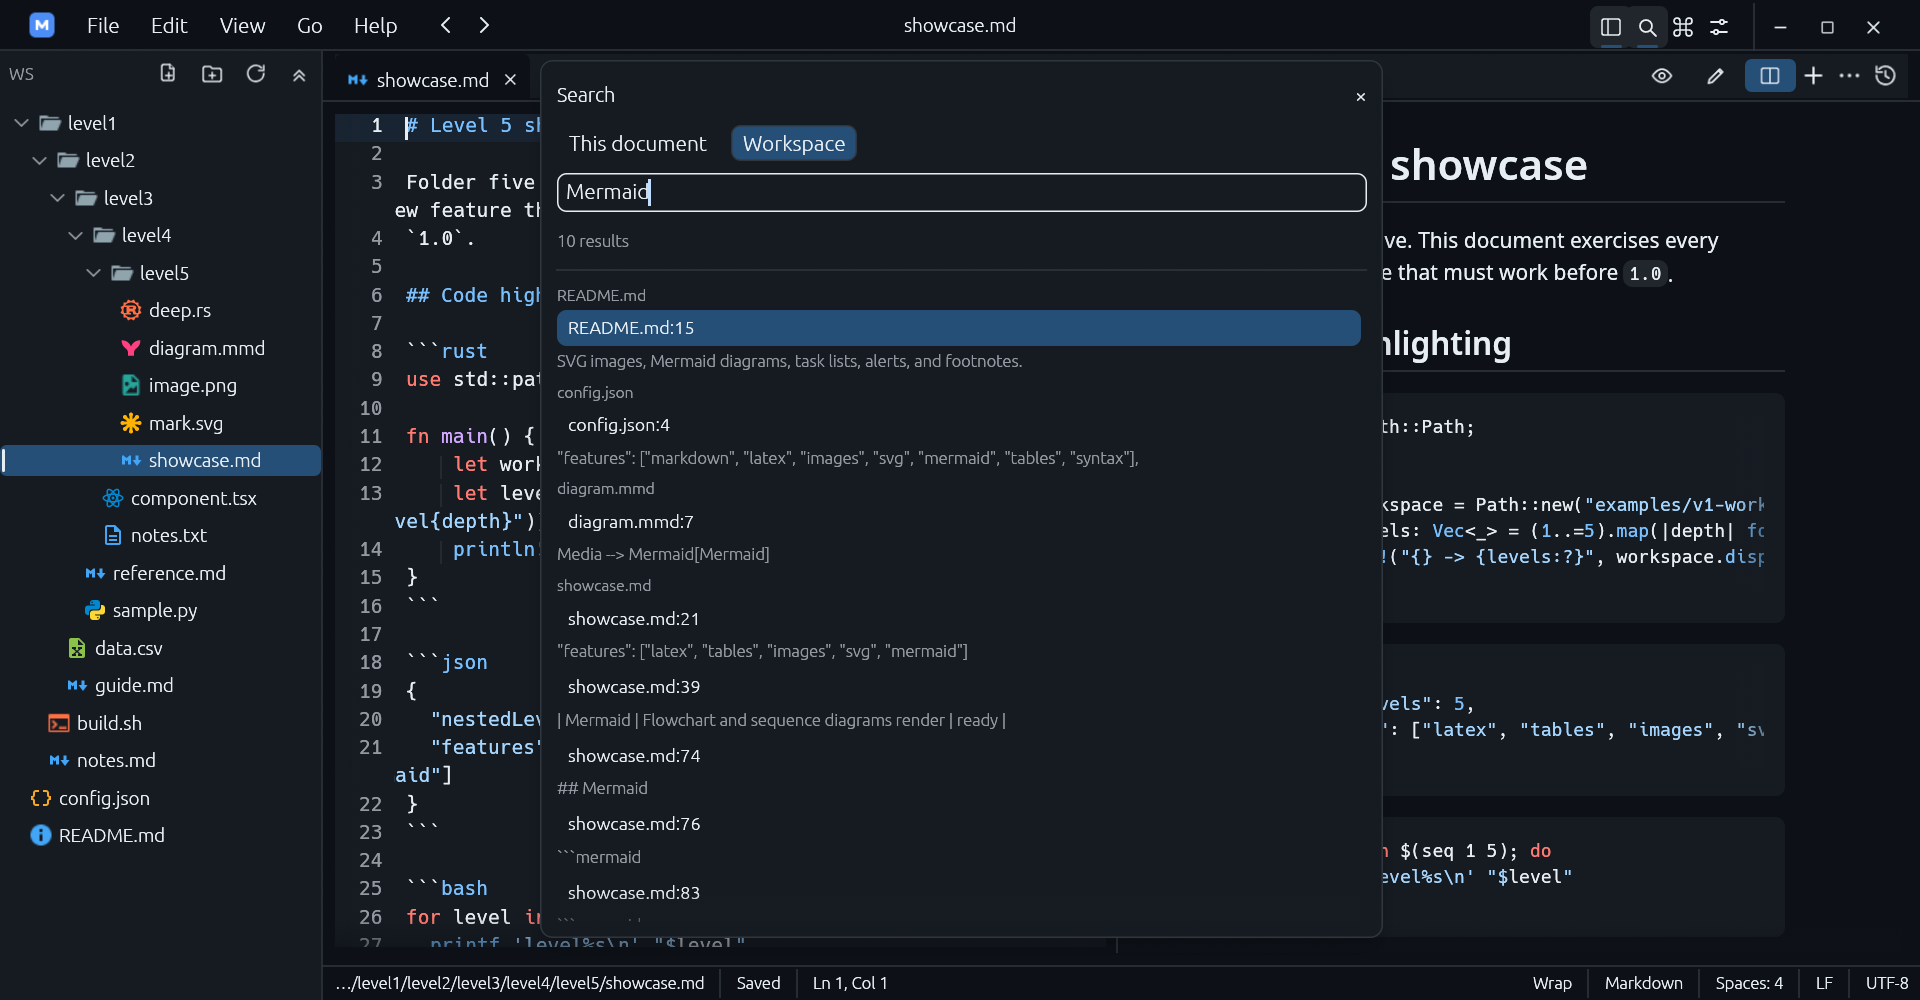 M File Edit View Go Help
showcase.md
WS
level1
level2
level3
level4
level5
deep.rs
diagram.mmd
image.png
mark.svg
showcase.md
component.tsx
notes.txt
reference.md
sample.py
data.csv
guide.md
build.sh
notes.md
config.json
README.md
showcase.md
1 # Level 5 sh
2
3 Folder five
ew feature th
4 `1.0`.
5
6 ## Code high
7
8 ```rust
9 use std::pat
10
11 fn main() {
12 let work
13 let leve
vel{depth}")
14 println!
15 }
16 ```
17
18 ```json
19 {
20 "nestedLev
21 "features"
aid"]
22 }
23 ```
24
25 ```bash
26 for level in
27 printf 'level%s\n' "$level"
Search
This document Workspace
Mermaid
10 results
README.md
README.md:15
SVG images, Mermaid diagrams, task lists, alerts, and footnotes.
config.json
config.json:4
"features": ["markdown", "latex", "images", "svg", "mermaid", "tables", "syntax"],
diagram.mmd
diagram.mmd:7
Media --> Mermaid[Mermaid]
showcase.md
showcase.md:21
"features": ["latex", "tables", "images", "svg", "mermaid"]
showcase.md:39
| Mermaid | Flowchart and sequence diagrams render | ready |
showcase.md:74
## Mermaid
showcase.md:76
```mermaid
showcase.md:83
showcase
ve. This document exercises every
e that must work before 1.0.
hlighting
th::Path;
kspace = Path::new("examples/v1-work
els: Vec<_> = (1..=5).map(|depth| fo
!("{} -> {levels:?}", workspace.disp
vels": 5,
": ["latex", "tables", "images", "sv
n $(seq 1 5); do
evel%s\n' "$level"
.../level1/level2/level3/level4/level5/showcase.md
Saved
Ln 1, Col 1
Wrap
Markdown
Spaces: 4
LF
UTF-8